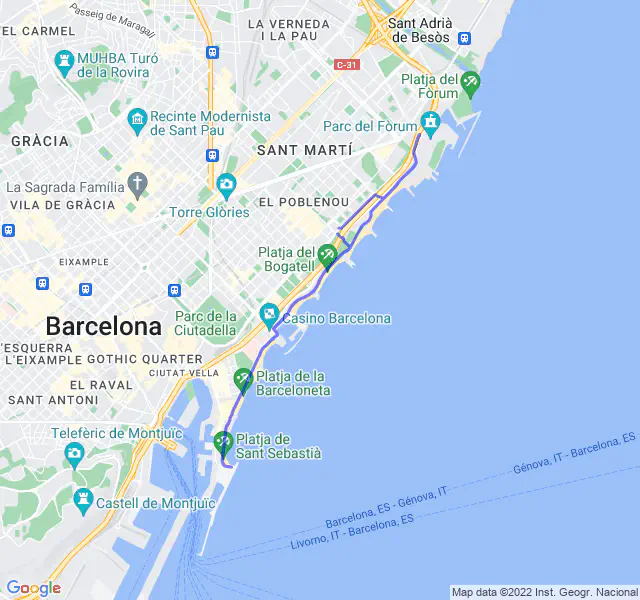 Passeig de Maragall
EL CARMEL
LA VERNEDA
I LA PAU
Sant Adrià
de Besòs
MUHBA Turó
de la Rovira
C-31
Platja del
Fòrum
Recinte Modernista
de Sant Pau
Parc del Fòrum
GRÀCIA
SANT MARTÍ
La Sagrada Família
VILA DE GRÀCIA
Torre Glòries
EL POBLENOU
Platja del
Bogatell
EIXAMPLE
Parc de la
Ciutadella
Casino Barcelona
Barcelona
L'ESQUERRA
L'EIXAMPLE
GOTHIC QUARTER
CIUTAT VELLA
EL RAVAL
Platja de la
Barceloneta
SANT ANTONI
Telefèric de Montjuïc
Platja de
Sant Sebastià
Génova, IT - Barcelona, ES
Castell de Montjuïc
Barcelona, ES - Génova, IT
Livorno, IT - Barcelona, ES
Google
Map data ©2022 Inst. Geogr. Nacional